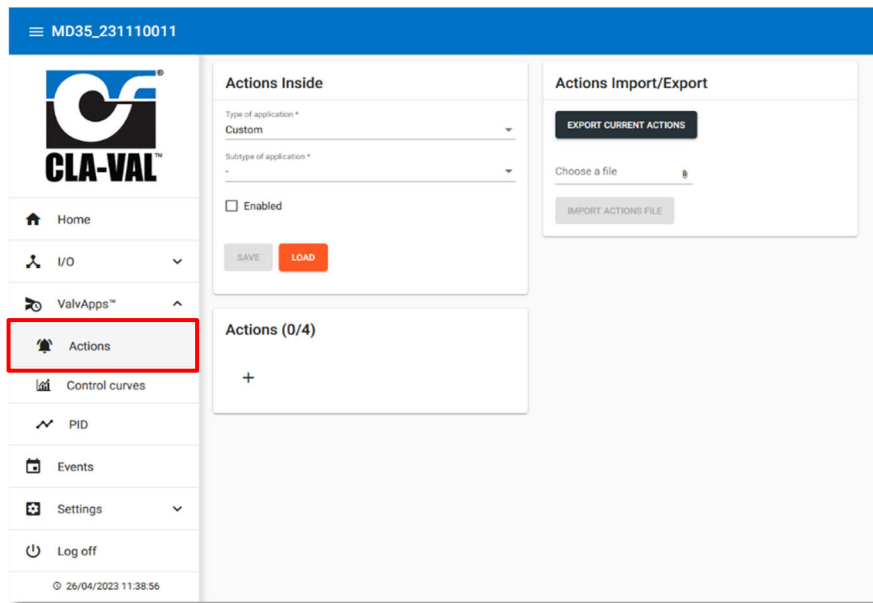 MD35_231110011
CLA-VAL™
Home
I/O
ValvApps™
Actions
Control curves
PID
Events
Settings
Log off
26/04/2023 11:38:56
Actions Inside
Type of application *
Custom
Subtype of application *
-
Enabled
SAVE LOAD
Actions (0/4)
+
Actions Import/Export
EXPORT CURRENT ACTIONS
Choose a file
IMPORT ACTIONS FILE